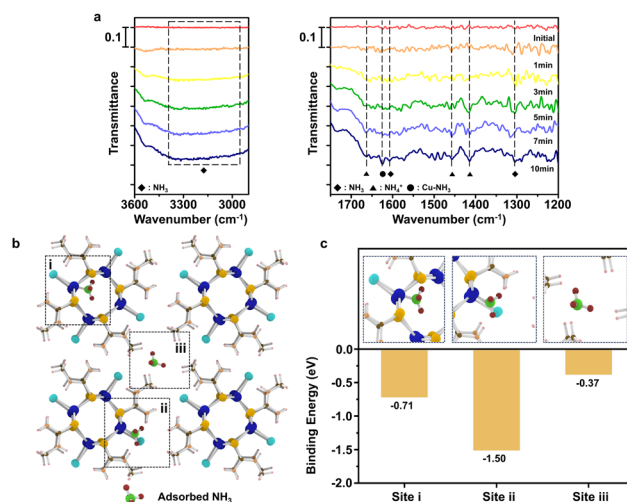 a
0.1
Transmittance
3600 3300 3000
Wavenumber (cm⁻¹)
◆ : NH₃
0.1
Transmittance
Initial
1min
3min
5min
7min
10min
1700 1600 1500 1400 1300 1200
Wavenumber (cm⁻¹)
◆ : NH₃ ▲ : NH₄⁺ ● : Cu-NH₃
b
i
iii
ii
Adsorbed NH₃
c
Binding Energy (eV)
0.0
-0.5
-1.0
-1.5
-2.0
-0.71
-1.50
-0.37
Site i Site ii Site iii